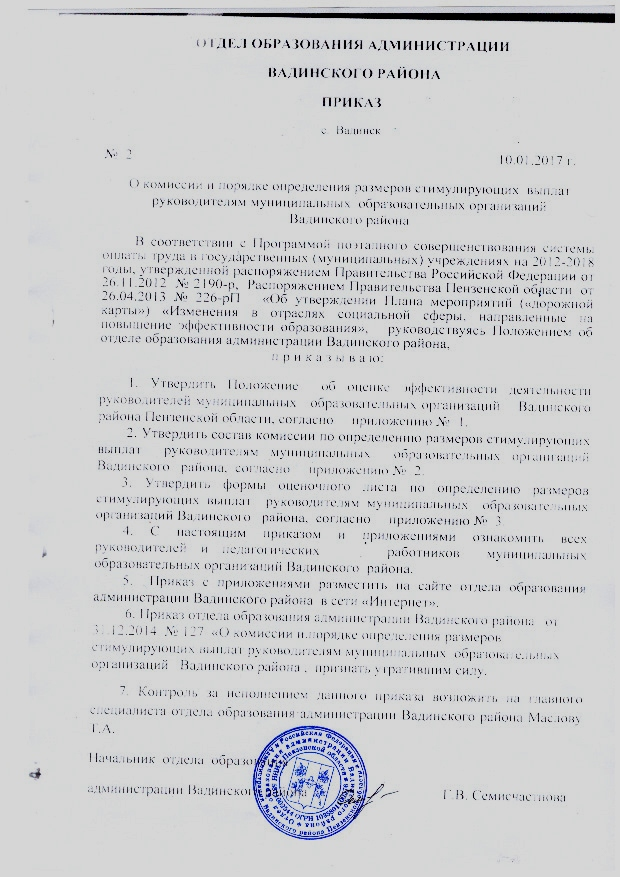 ОТДЕЛ ОБРАЗОВАНИЯ АДМИНИСТРАЦИИ
ВАДИНСКОГО РАЙОНА
ПРИКАЗ
с Вадинск
№ 2 10.01.2017 г.
О комиссии и порядке определения размеров стимулирующих выплат
руководителям муниципальных образовательных организаций
Вадинского района
В соответствии с Программой поэтапного совершенствования системы
оплаты труда в государственных (муниципальных) учреждениях на 2012-2018
годы, утвержденной распоряжением Правительства Российской Федерации от
26.11.2012 № 2190-р, Распоряжением Правительства Пензенской области от
26.04.2013 № 226-рП «Об утверждении Плана мероприятий («дорожной
карты») «Изменения в отраслях социальной сферы, направленные на
повышение эффективности образования», руководствуясь Положением об
отделе образования администрации Вадинского района,
п р и к а з ы в а ю:
1. Утвердить Положение об оценке эффективности деятельности
руководителей муниципальных образовательных организаций Вадинского
района Пензенской области, согласно приложению № 1.
2. Утвердить состав комиссии по определению размеров стимулирующих
выплат руководителям муниципальных образовательных организаций
Вадинского района, согласно приложению № 2.
3. Утвердить формы оценочного листа по определению размеров
стимулирующих выплат руководителям муниципальных образовательных
организаций Вадинского района, согласно приложению № 3.
4. С настоящим приказом и приложениями ознакомить всех
руководителей и педагогических работников муниципальных
образовательных организаций Вадинского района.
5. Приказ с приложениями разместить на сайте отдела образования
администрации Вадинского района в сети «Интернет».
6. Приказ отдела образования администрации Вадинского района от
31.12.2014 № 127 «О комиссии и порядке определения размеров
стимулирующих выплат руководителям муниципальных образовательных
организаций Вадинского района , признать утратившим силу.
7. Контроль за исполнением данного приказа возложить на главного
специалиста отдела образования администрации Вадинского района Маслову
Т.А.
Начальник отдела образования
администрации Вадинского района Г.В. Семисчастнова